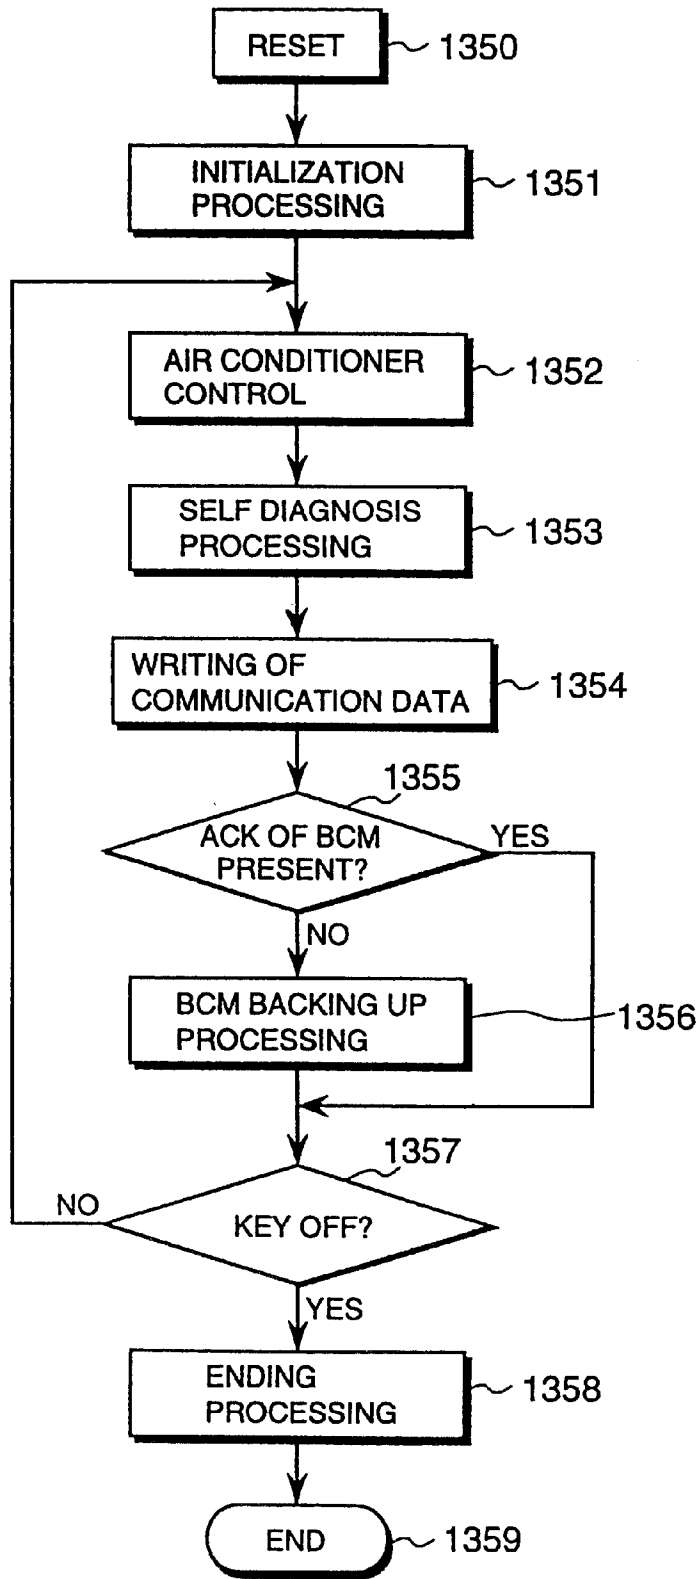 RESET
1350
INITIALIZATION
PROCESSING
1351
AIR CONDITIONER
CONTROL
1352
SELF DIAGNOSIS
PROCESSING
1353
WRITING OF
COMMUNICATION DATA
1354
1355
ACK OF BCM
PRESENT?
YES
NO
BCM BACKING UP
PROCESSING
1356
1357
NO
KEY OFF?
YES
ENDING
PROCESSING
1358
END
1359